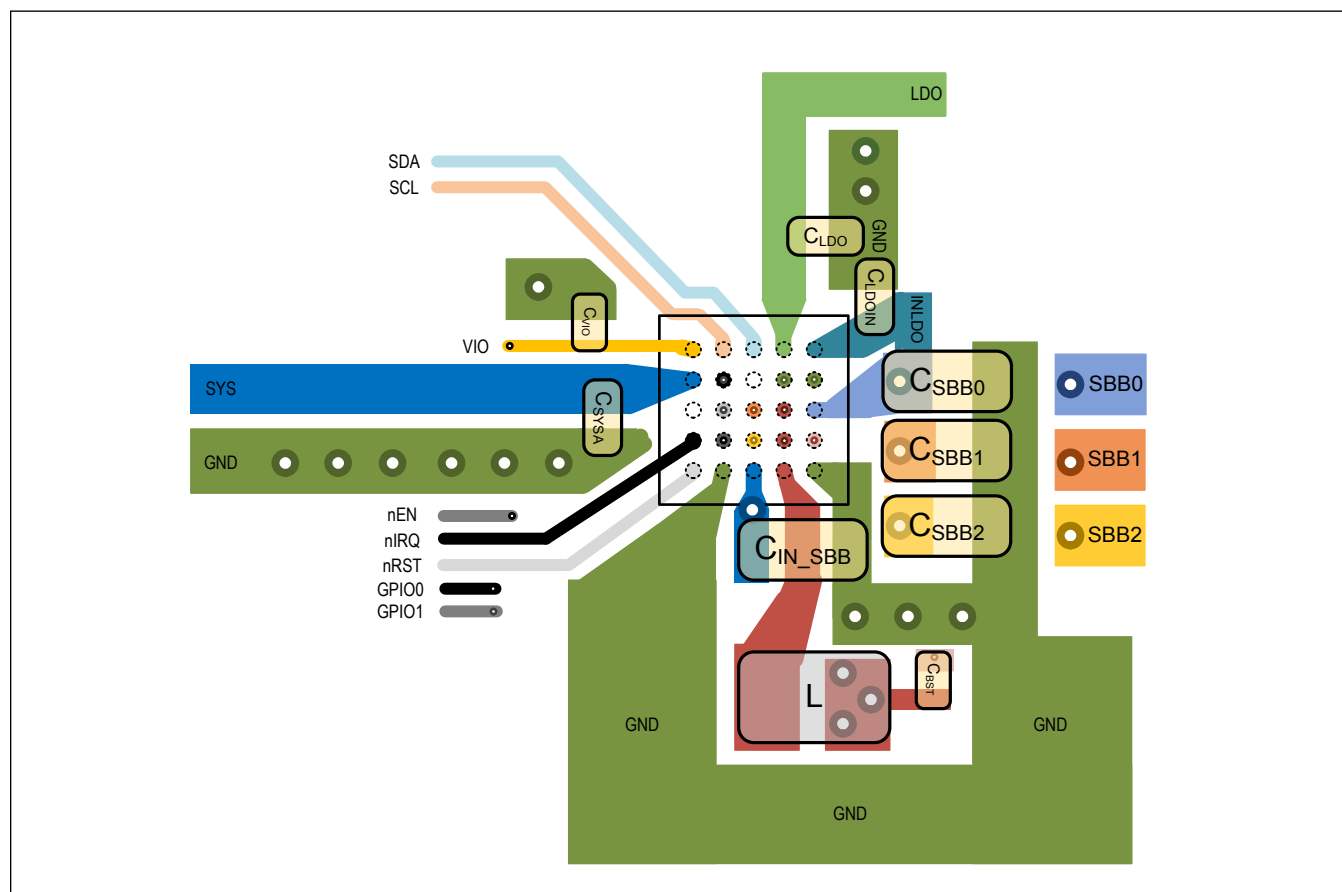 LDO
SDA
SCL
GND
CLDO
CLDOIN
INLDO
CVIO
VIO
SYS
CSYSA
CSBB0
SBB0
GND
CSBB1
SBB1
nEN
nIRQ
nRST
GPIO0
GPIO1
CIN_SBB
CSBB2
SBB2
L
CBST
GND
GND
GND